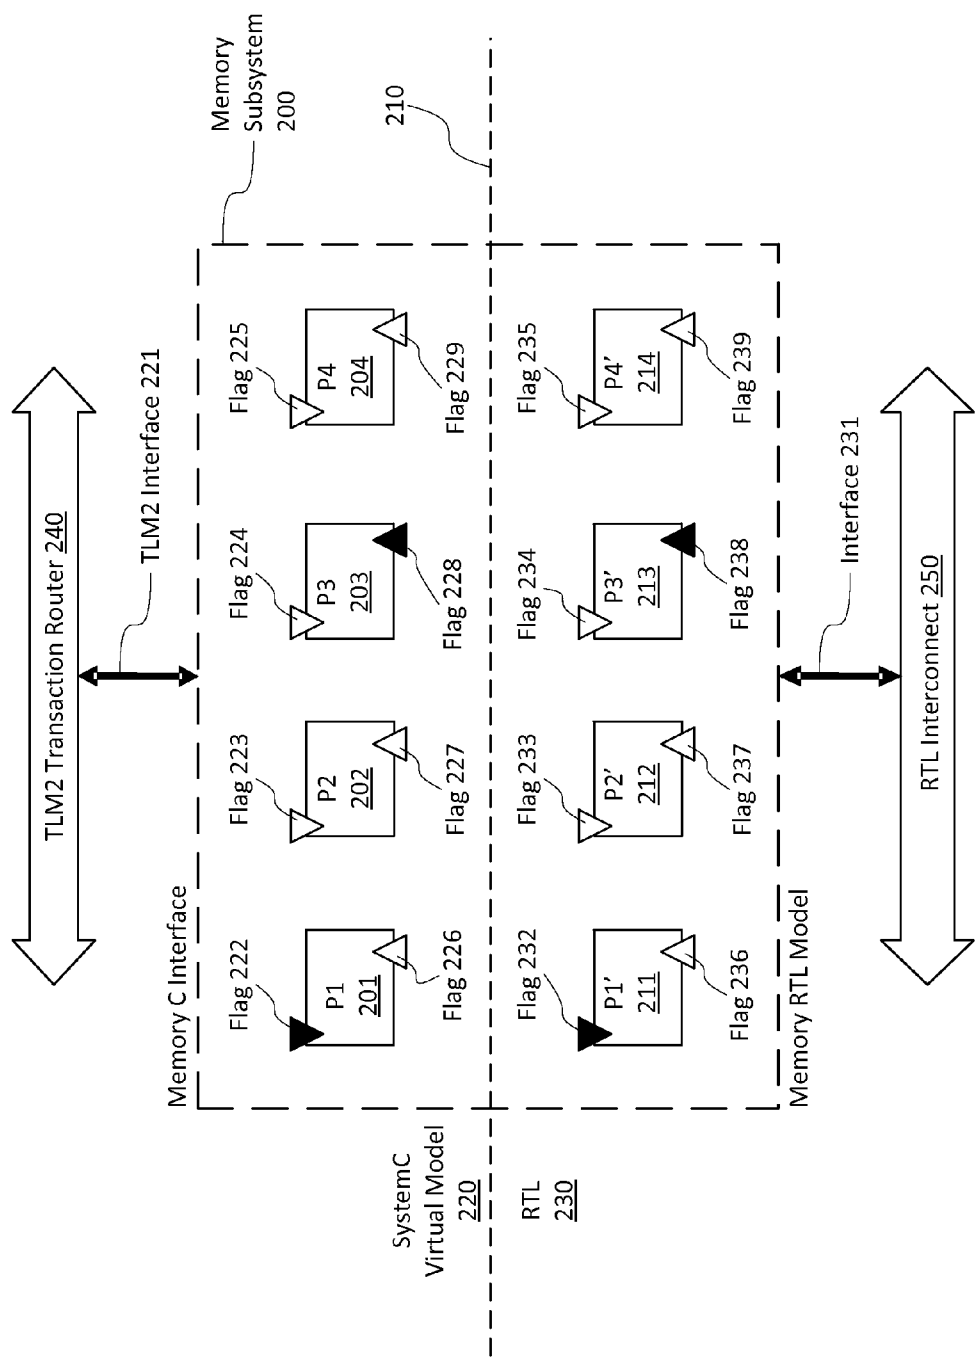 TLM2 Transaction Router 240
TLM2 Interface 221
Memory
Subsystem
200
Memory C Interface
Flag 222
Flag 223
Flag 224
Flag 225
P1
201
P2
202
P3
203
P4
204
Flag 226
Flag 227
Flag 228
Flag 229
SystemC
Virtual Model
220
210
RTL
230
Flag 232
Flag 233
Flag 234
Flag 235
P1’
211
P2’
212
P3’
213
P4’
214
Flag 236
Flag 237
Flag 238
Flag 239
Memory RTL Model
Interface 231
RTL Interconnect 250